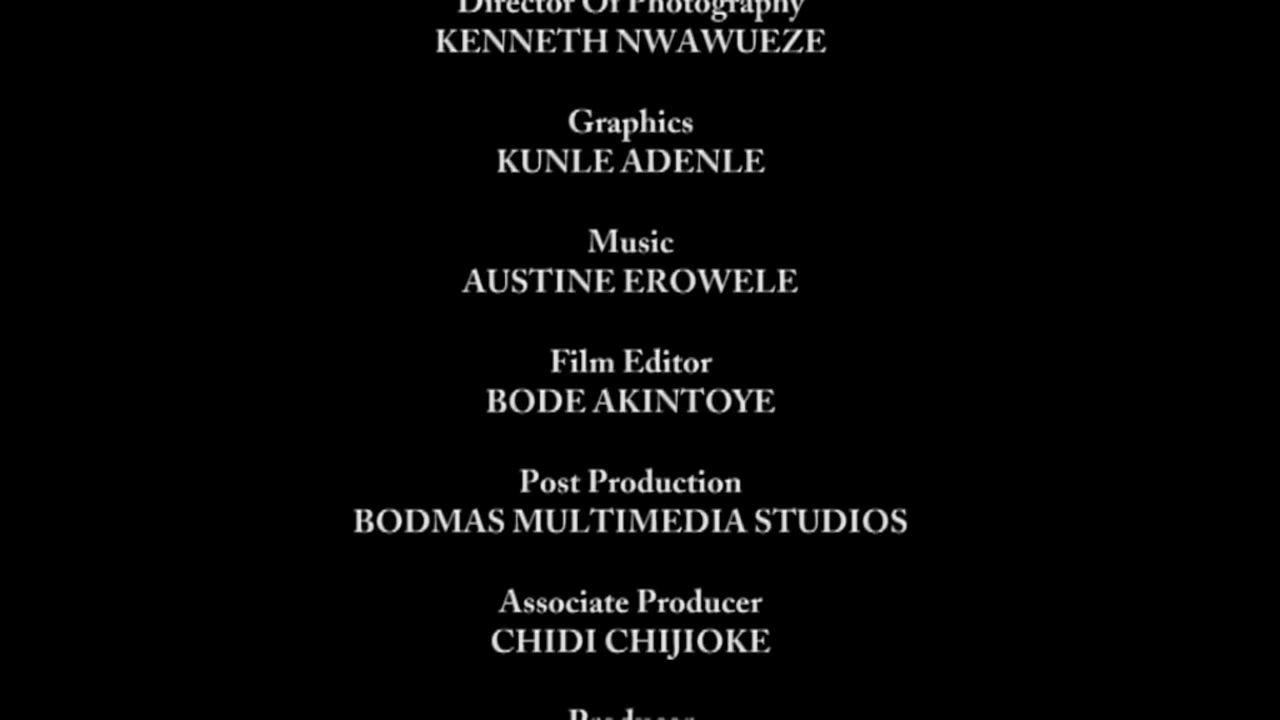 Director Of Photography
KENNETH NWAWUEZE
Graphics
KUNLE ADENLE
Music
AUSTINE EROWELE
Film Editor
BODE AKINTOYE
Post Production
BODMAS MULTIMEDIA STUDIOS
Associate Producer
CHIDI CHIJIOKE
Producer